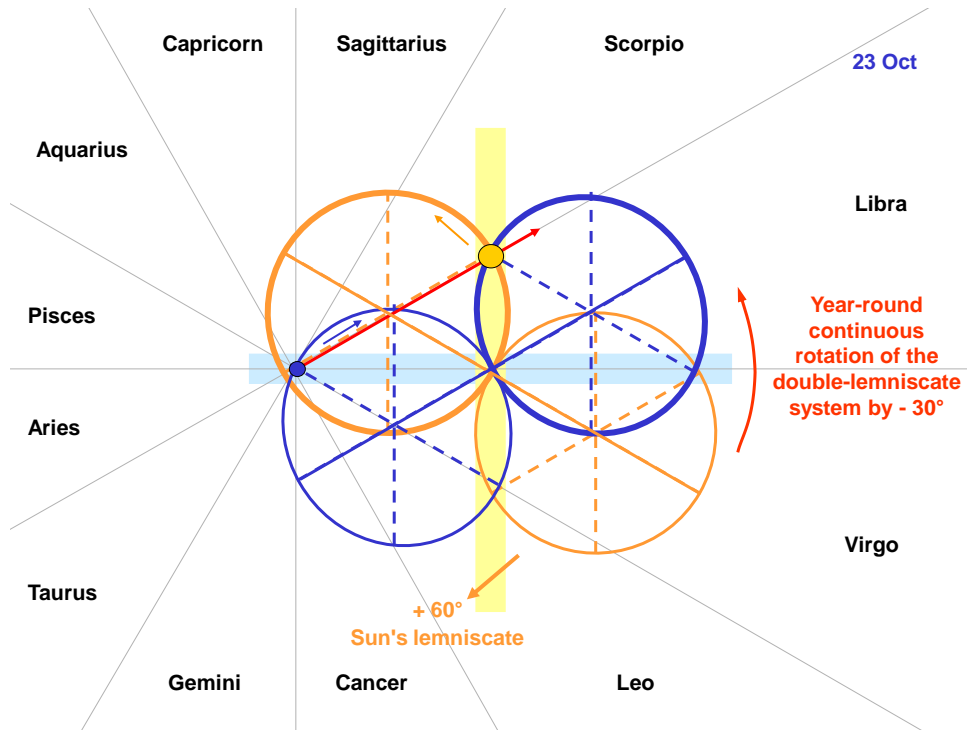 Capricorn
Sagittarius
Scorpio
23 Oct
Aquarius
Libra
Pisces
Year-round
continuous
rotation of the
double-lemniscate
system by - 30°
Aries
Virgo
Taurus
+ 60°
Sun's lemniscate
Gemini
Cancer
Leo